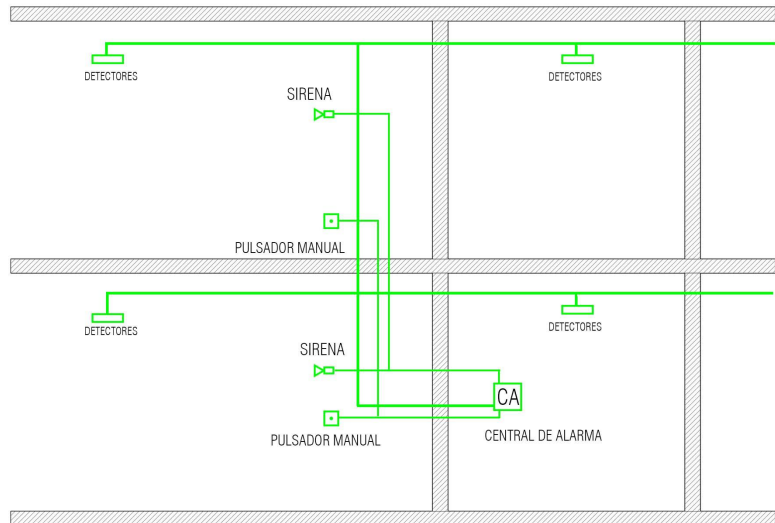 DETECTORES
DETECTORES
SIRENA
PULSADOR MANUAL
DETECTORES
DETECTORES
SIRENA
CA
PULSADOR MANUAL
CENTRAL DE ALARMA